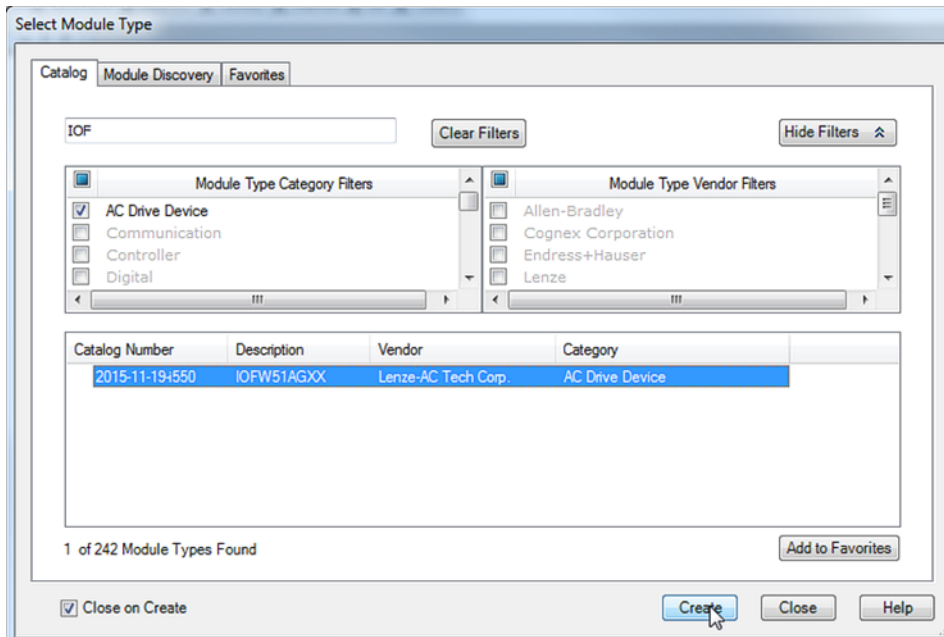 Select Module Type
Catalog Module Discovery Favorites
IOF Clear Filters Hide Filters
Module Type Category Filters Module Type Vendor Filters
AC Drive Device Allen-Bradley
Communication Cognex Corporation
Controller Endress+Hauser
Digital Lenze
Catalog Number Description Vendor Category
2015-11-19-i550 IOFW51AGXX Lenze-AC Tech Corp. AC Drive Device
1 of 242 Module Types Found Add to Favorites
Close on Create Create Close Help